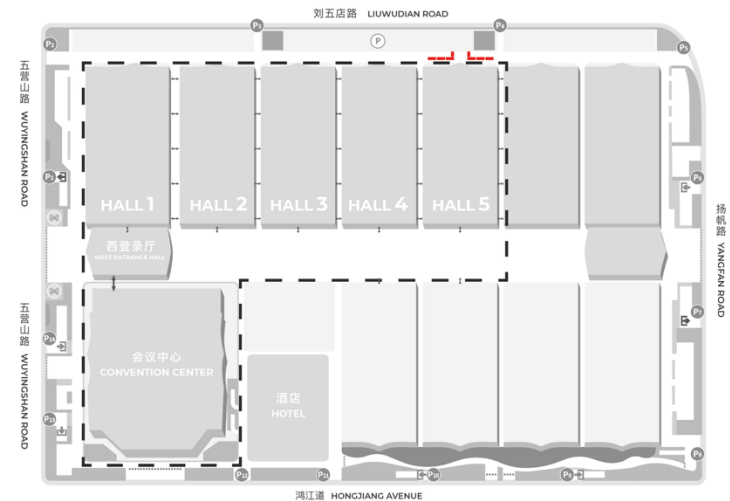 刘五店路 LIUWUDIAN ROAD
P3
P4
P2
P
P5
五营山路 WUYINGSHAN ROAD
HALL 1
HALL 2
HALL 3
HALL 4
HALL 5
P6
西登录厅
WEST ENTRANCE HALL
扬帆路 YANGFAN ROAD
五营山路 WUYINGSHAN ROAD
P7
会议中心
CONVENTION CENTER
酒店
HOTEL
P8
P12
P11
P10
P9
鸿江道 HONGJIANG AVENUE